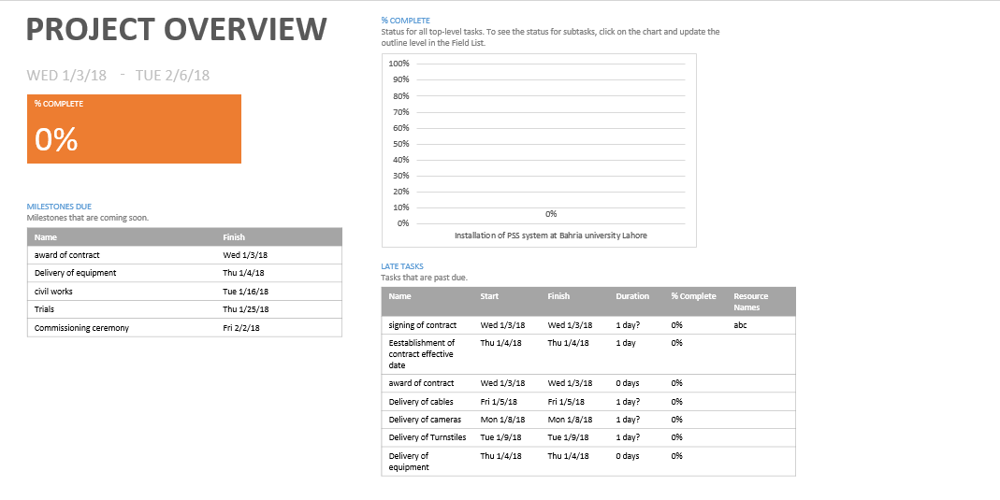 PROJECT OVERVIEW
WED 1/3/18 - TUE 2/6/18
% COMPLETE
0%
MILESTONES DUE
Milestones that are coming soon.
Name Finish
award of contract Wed 1/3/18
Delivery of equipment Thu 1/4/18
civil works Tue 1/16/18
Trials Thu 1/25/18
Commissioning ceremony Fri 2/2/18
% COMPLETE
Status for all top-level tasks. To see the status for subtasks, click on the chart and update the
outline level in the Field List.
100%
90%
80%
70%
60%
50%
40%
30%
20%
10%
0%
0%
Installation of PSS system at Bahria university Lahore
LATE TASKS
Tasks that are past due.
Name Start Finish Duration % Complete Resource
Names
signing of contract Wed 1/3/18 Wed 1/3/18 1 day? 0% abc
Eestablishment of Thu 1/4/18 Thu 1/4/18 1 day 0%
contract effective
date
award of contract Wed 1/3/18 Wed 1/3/18 0 days 0%
Delivery of cables Fri 1/5/18 Fri 1/5/18 1 day? 0%
Delivery of cameras Mon 1/8/18 Mon 1/8/18 1 day? 0%
Delivery of Turnstiles Tue 1/9/18 Tue 1/9/18 1 day? 0%
Delivery of Thu 1/4/18 Thu 1/4/18 0 days 0%
equipment